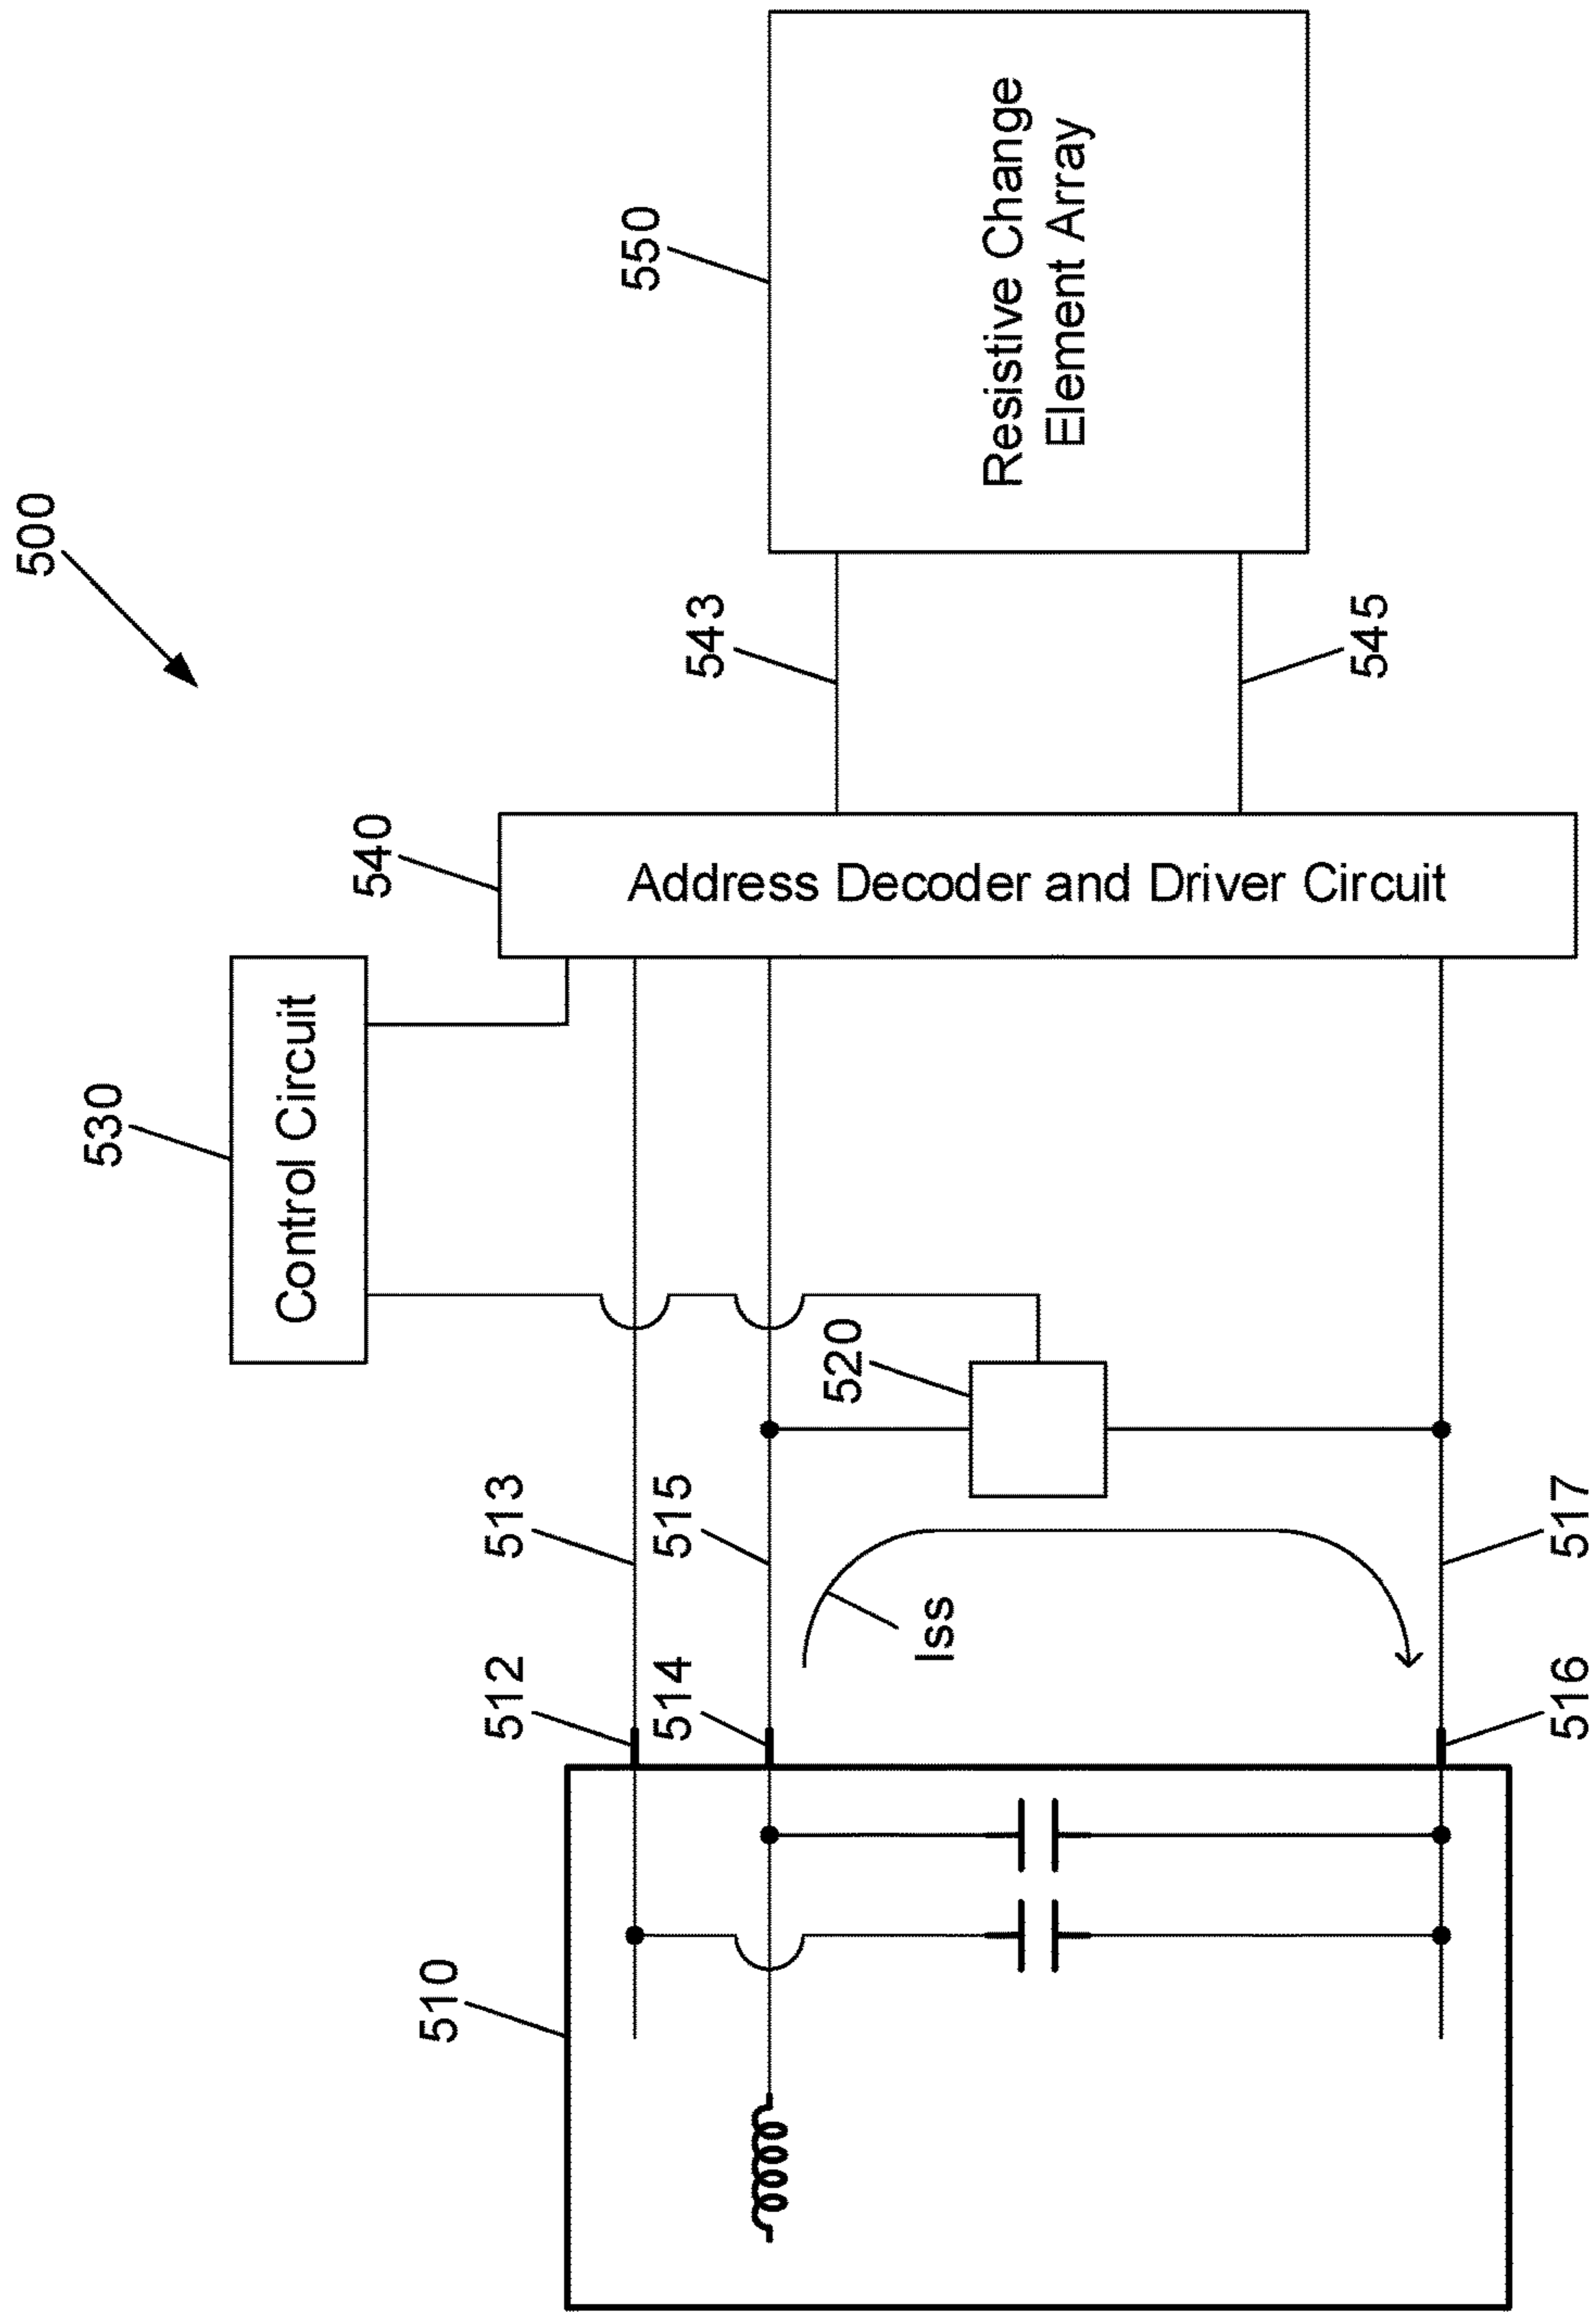 500
530
Control Circuit
540
Address Decoder and Driver Circuit
550
Resistive Change
Element Array
543
545
510
512
513
514
515
Iss
520
516
517